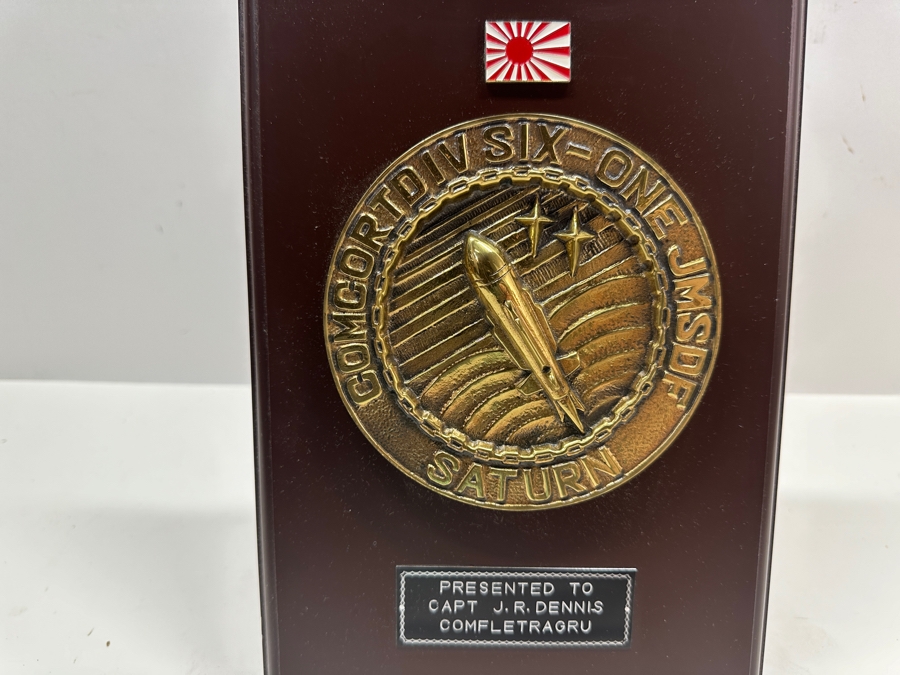 COMCORTDIV SIX-ONE JMSDF
SATURN
PRESENTED TO
CAPT J.R.DENNIS
COMFLETRAGRU